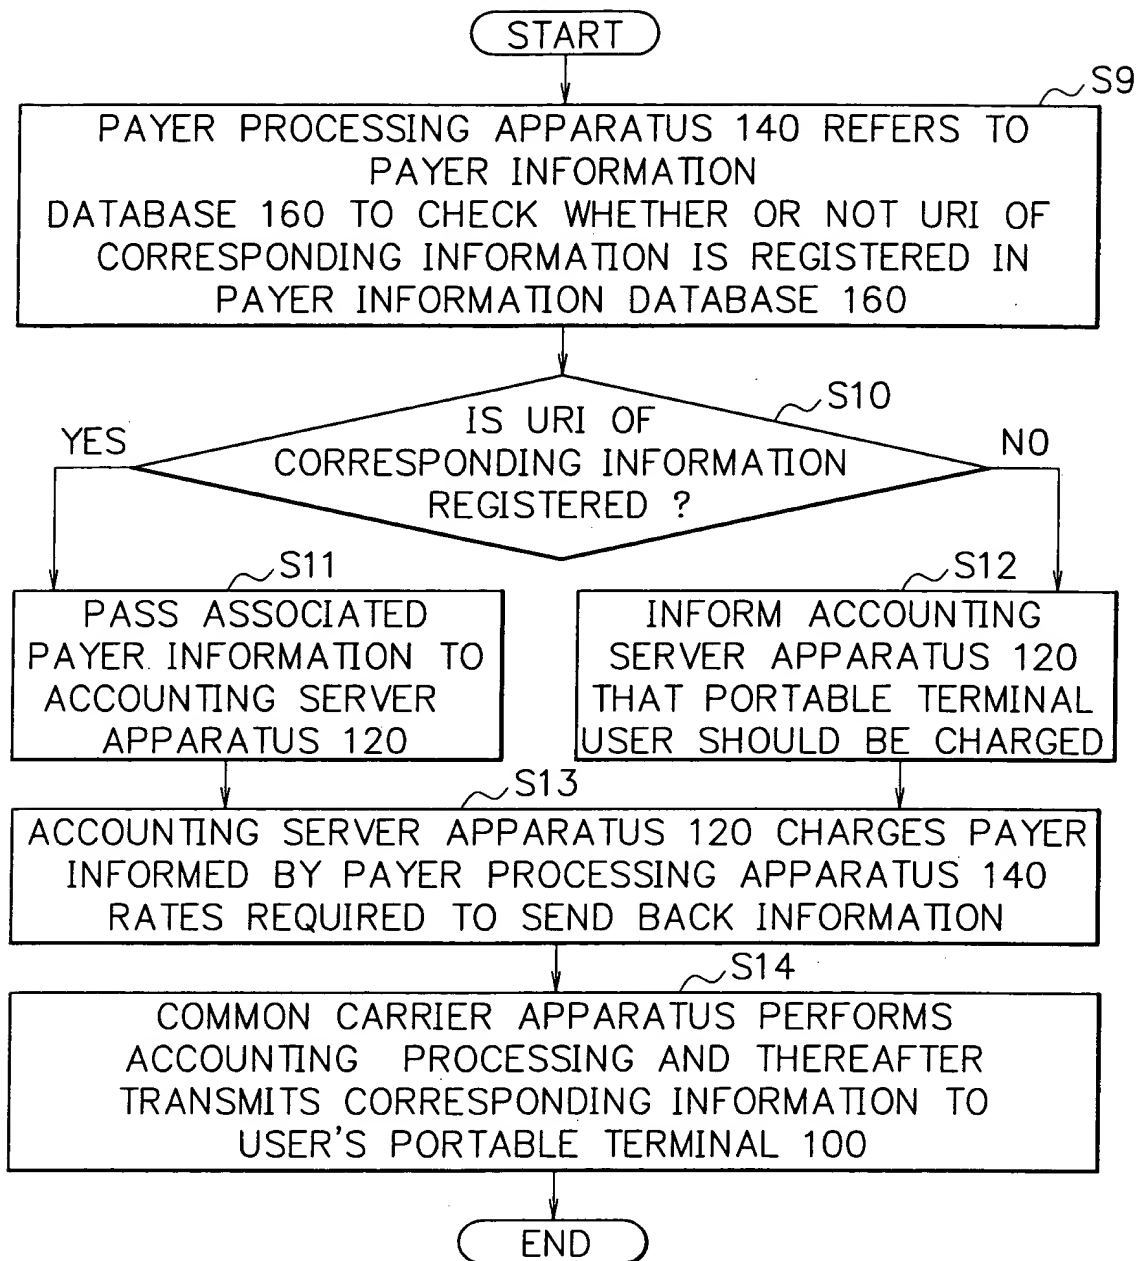 START
S9
PAYER PROCESSING APPARATUS 140 REFERS TO
PAYER INFORMATION
DATABASE 160 TO CHECK WHETHER OR NOT URI OF
CORRESPONDING INFORMATION IS REGISTERED IN
PAYER INFORMATION DATABASE 160
S10
IS URI OF
CORRESPONDING INFORMATION
REGISTERED ?
YES
NO
S11
PASS ASSOCIATED
PAYER INFORMATION TO
ACCOUNTING SERVER
APPARATUS 120
S12
INFORM ACCOUNTING
SERVER APPARATUS 120
THAT PORTABLE TERMINAL
USER SHOULD BE CHARGED
S13
ACCOUNTING SERVER APPARATUS 120 CHARGES PAYER
INFORMED BY PAYER PROCESSING APPARATUS 140
RATES REQUIRED TO SEND BACK INFORMATION
S14
COMMON CARRIER APPARATUS PERFORMS
ACCOUNTING PROCESSING AND THEREAFTER
TRANSMITS CORRESPONDING INFORMATION TO
USER'S PORTABLE TERMINAL 100
END